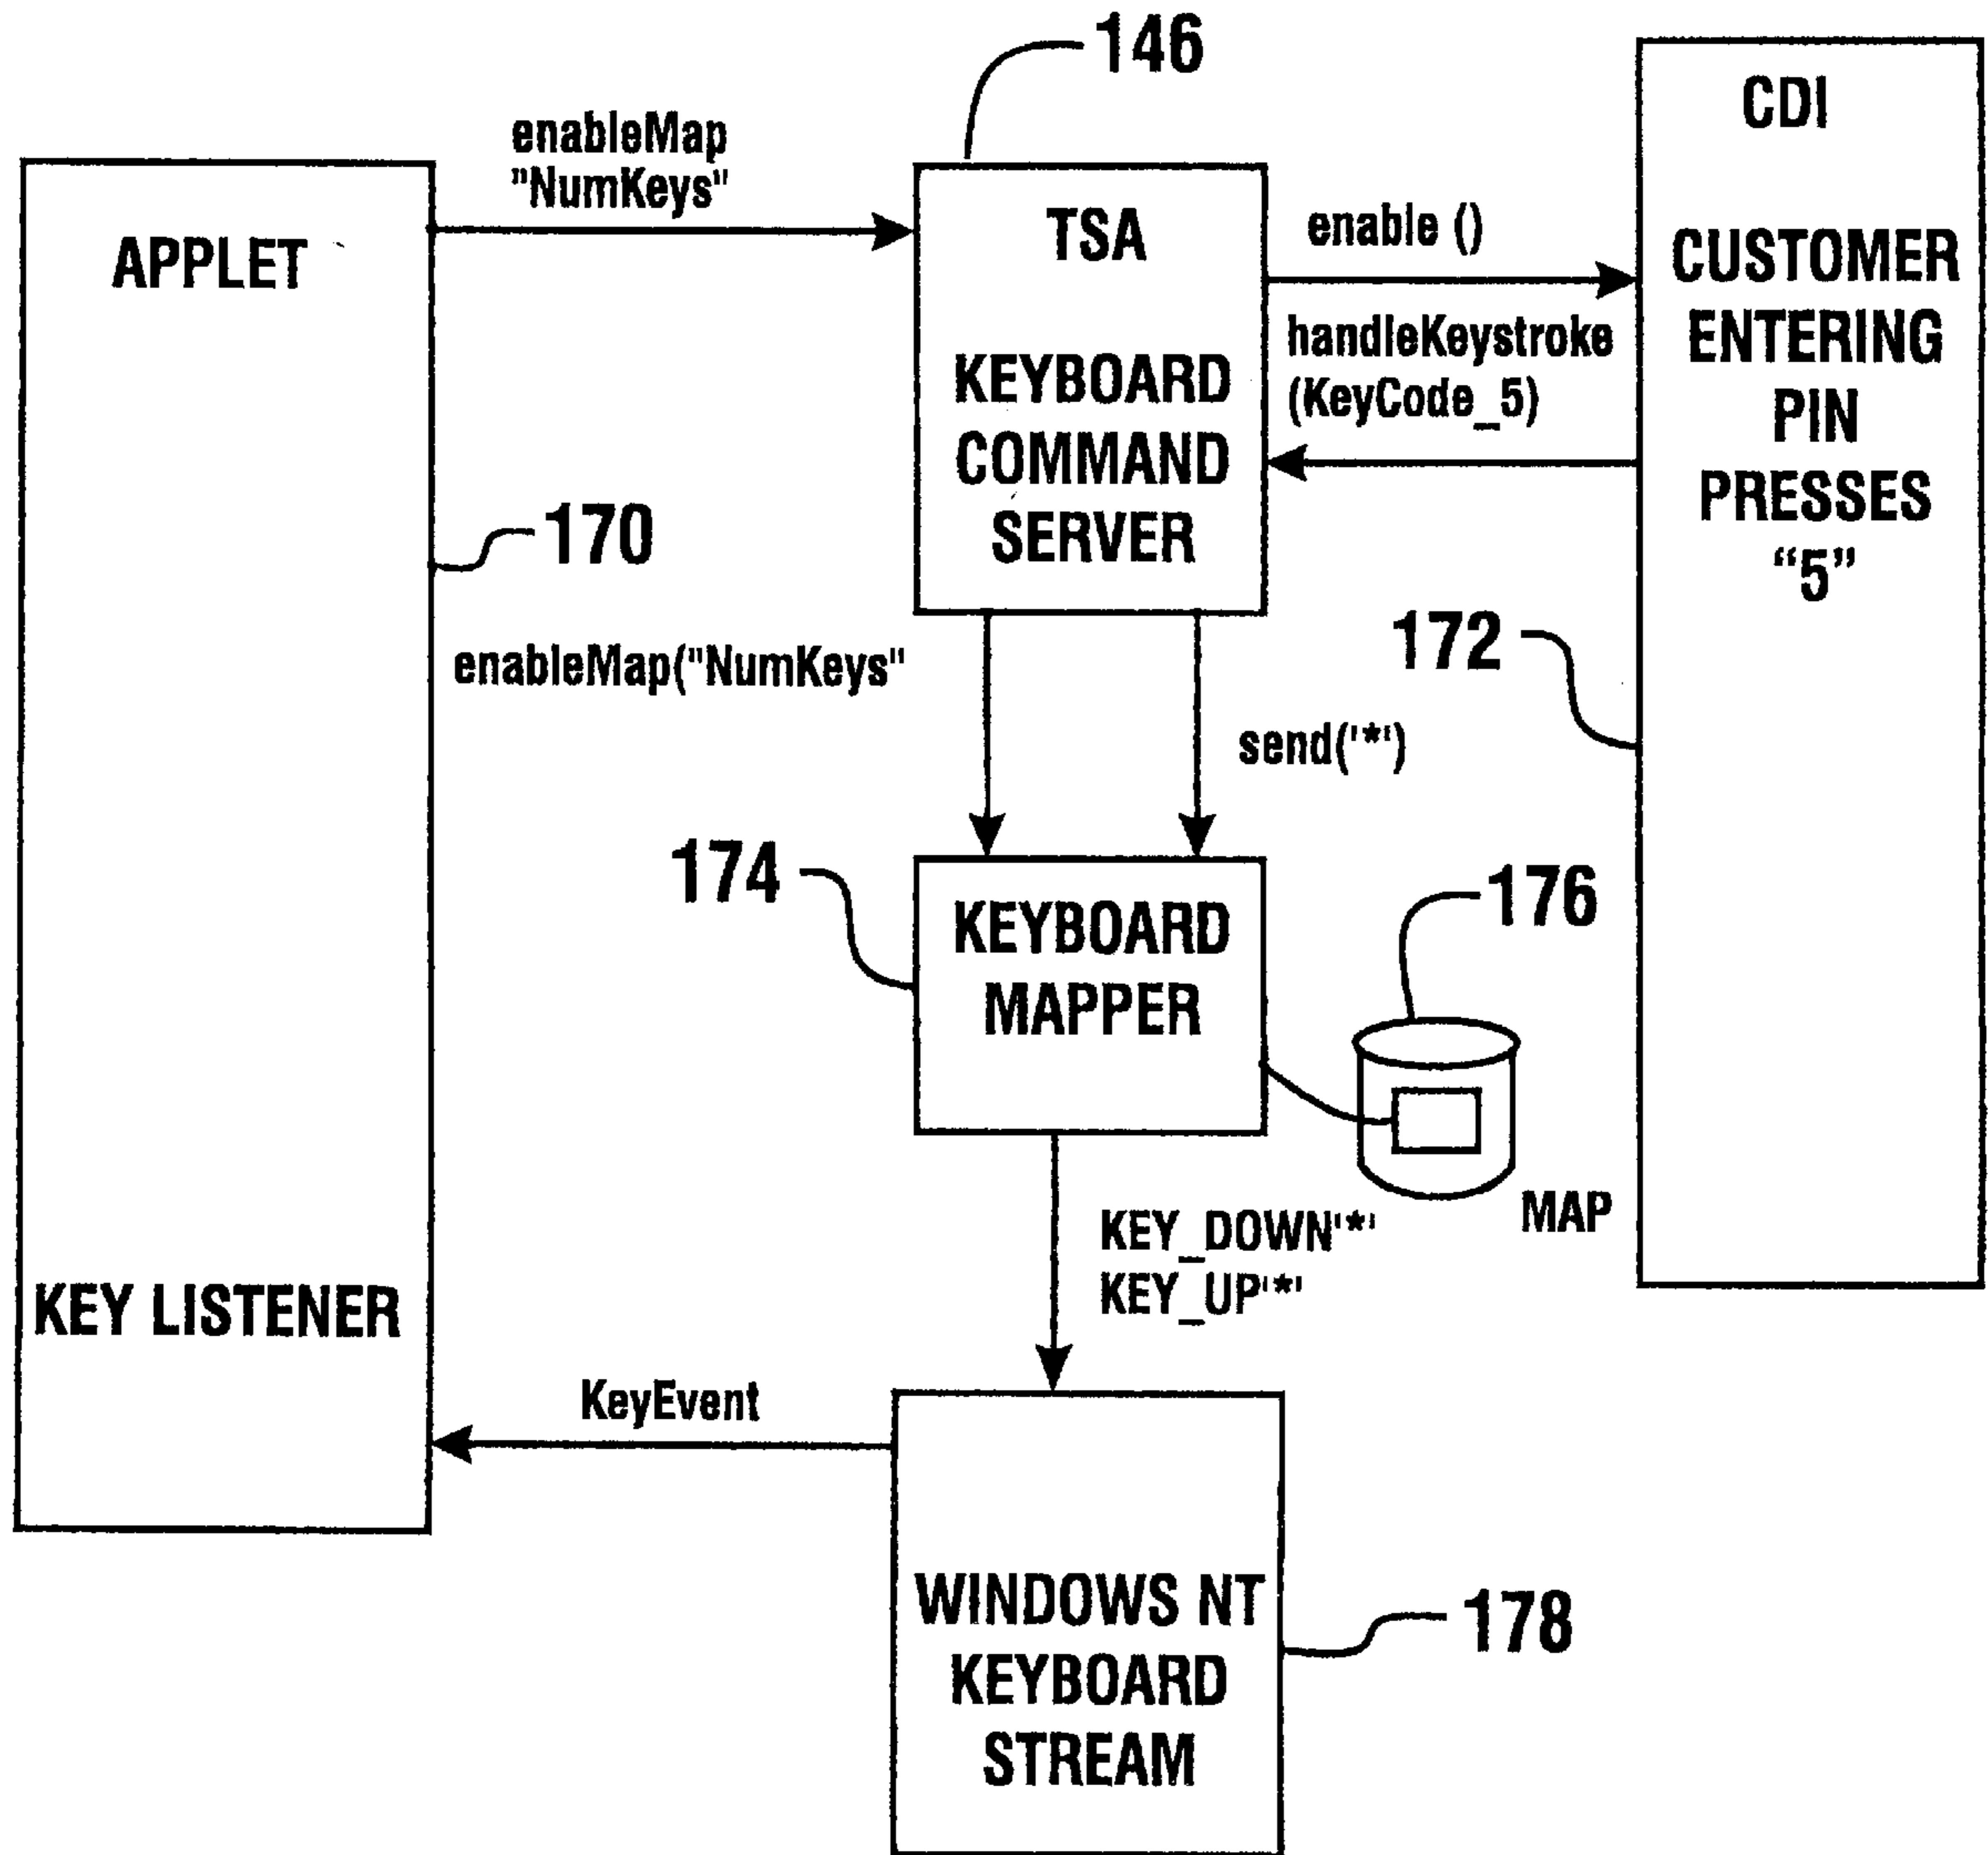 146
CDI
enableMap
"NumKeys"
APPLET
TSA
enable ()
CUSTOMER
ENTERING
PIN
PRESSES
“5”
handleKeystroke
(KeyCode_5)
KEYBOARD
COMMAND
SERVER
170
enableMap("NumKeys"
172
send('*')
174
176
KEYBOARD
MAPPER
MAP
KEY_DOWN'*'
KEY_UP'*'
KEY LISTENER
KeyEvent
WINDOWS NT
KEYBOARD
STREAM
178